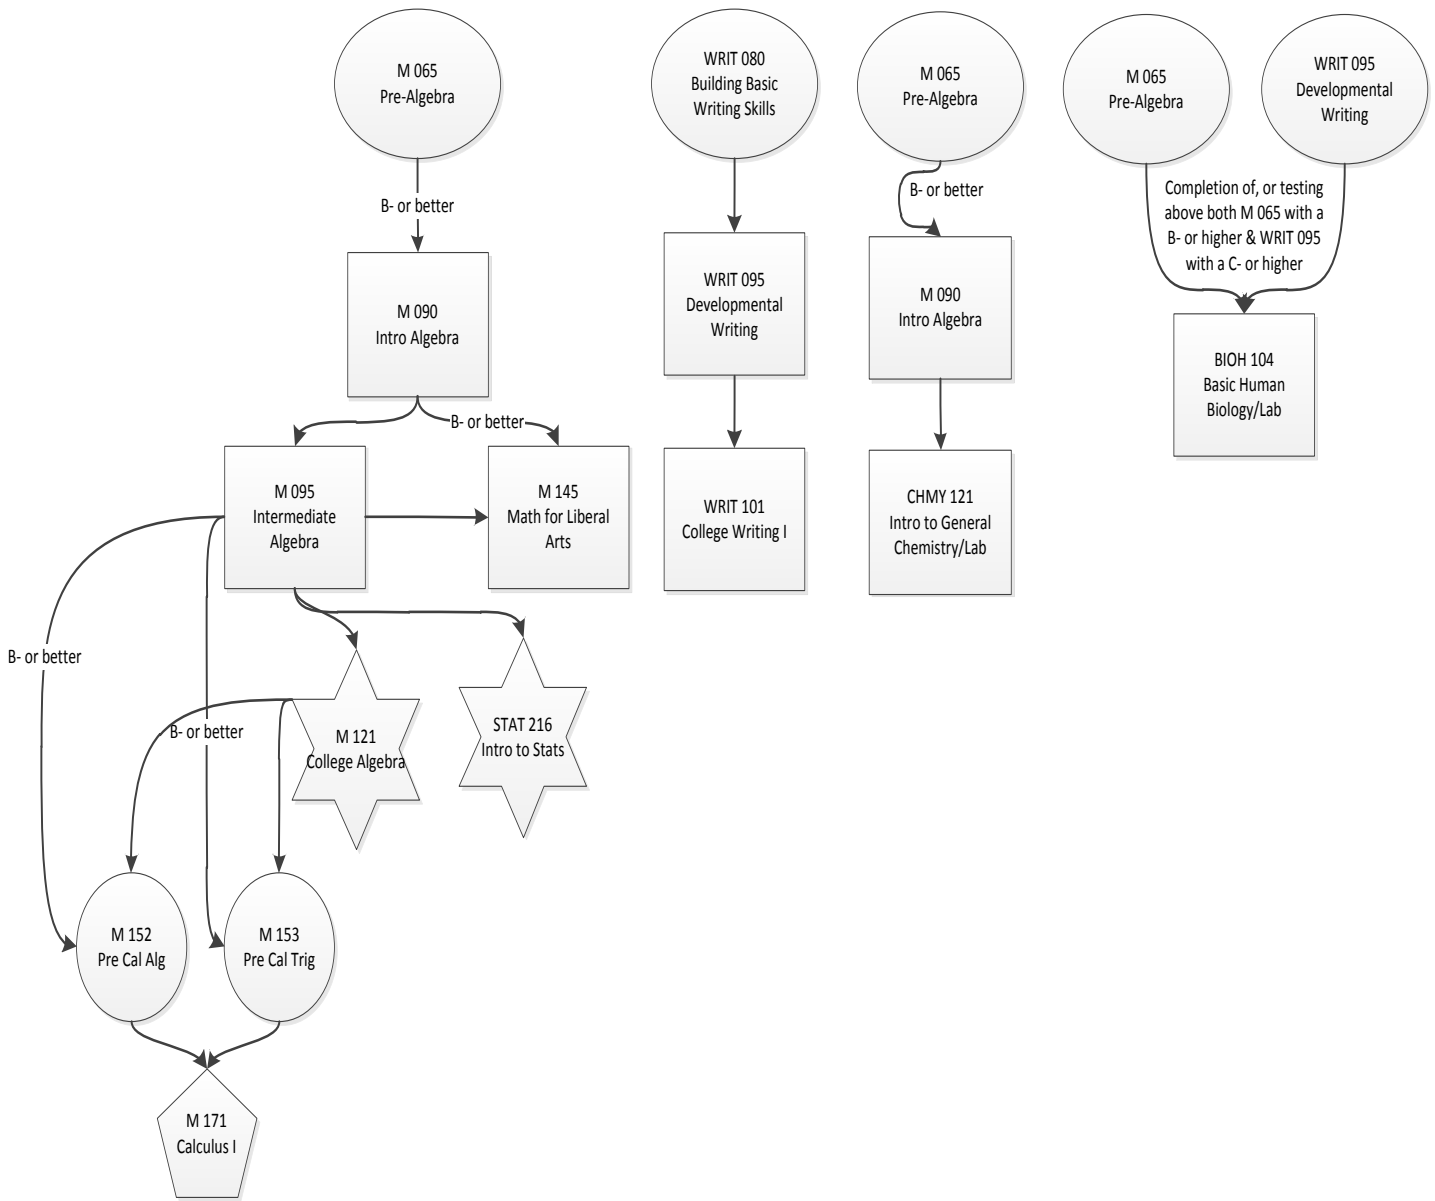 M 065
Pre-Algebra
B- or better
M 090
Intro Algebra
B- or better
M 095
Intermediate
Algebra
M 145
Math for Liberal
Arts
B- or better
B- or better
M 121
College Algebra
STAT 216
Intro to Stats
M 152
Pre Cal Alg
M 153
Pre Cal Trig
M 171
Calculus I
WRIT 080
Building Basic
Writing Skills
WRIT 095
Developmental
Writing
WRIT 101
College Writing I
M 065
Pre-Algebra
B- or better
M 090
Intro Algebra
CHMY 121
Intro to General
Chemistry/Lab
M 065
Pre-Algebra
WRIT 095
Developmental
Writing
Completion of, or testing
above both M 065 with a
B- or higher & WRIT 095
with a C- or higher
BIOH 104
Basic Human
Biology/Lab